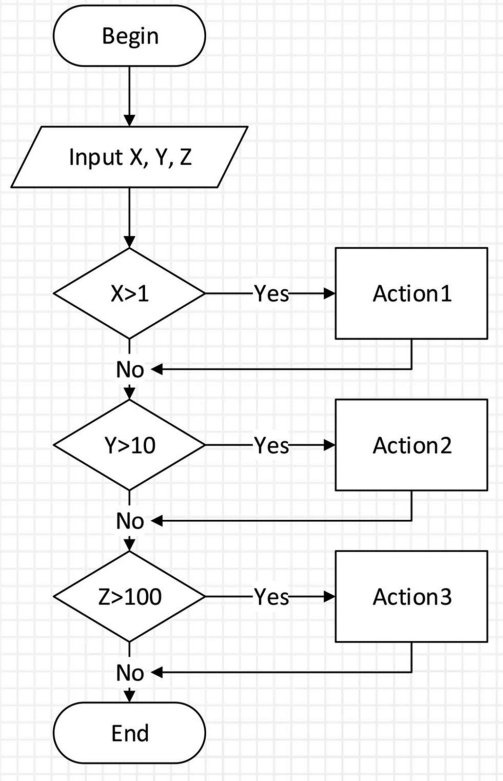 Begin
Input X, Y, Z
X>1
Yes
Action1
No
Y>10
Yes
Action2
No
Z>100
Yes
Action3
No
End